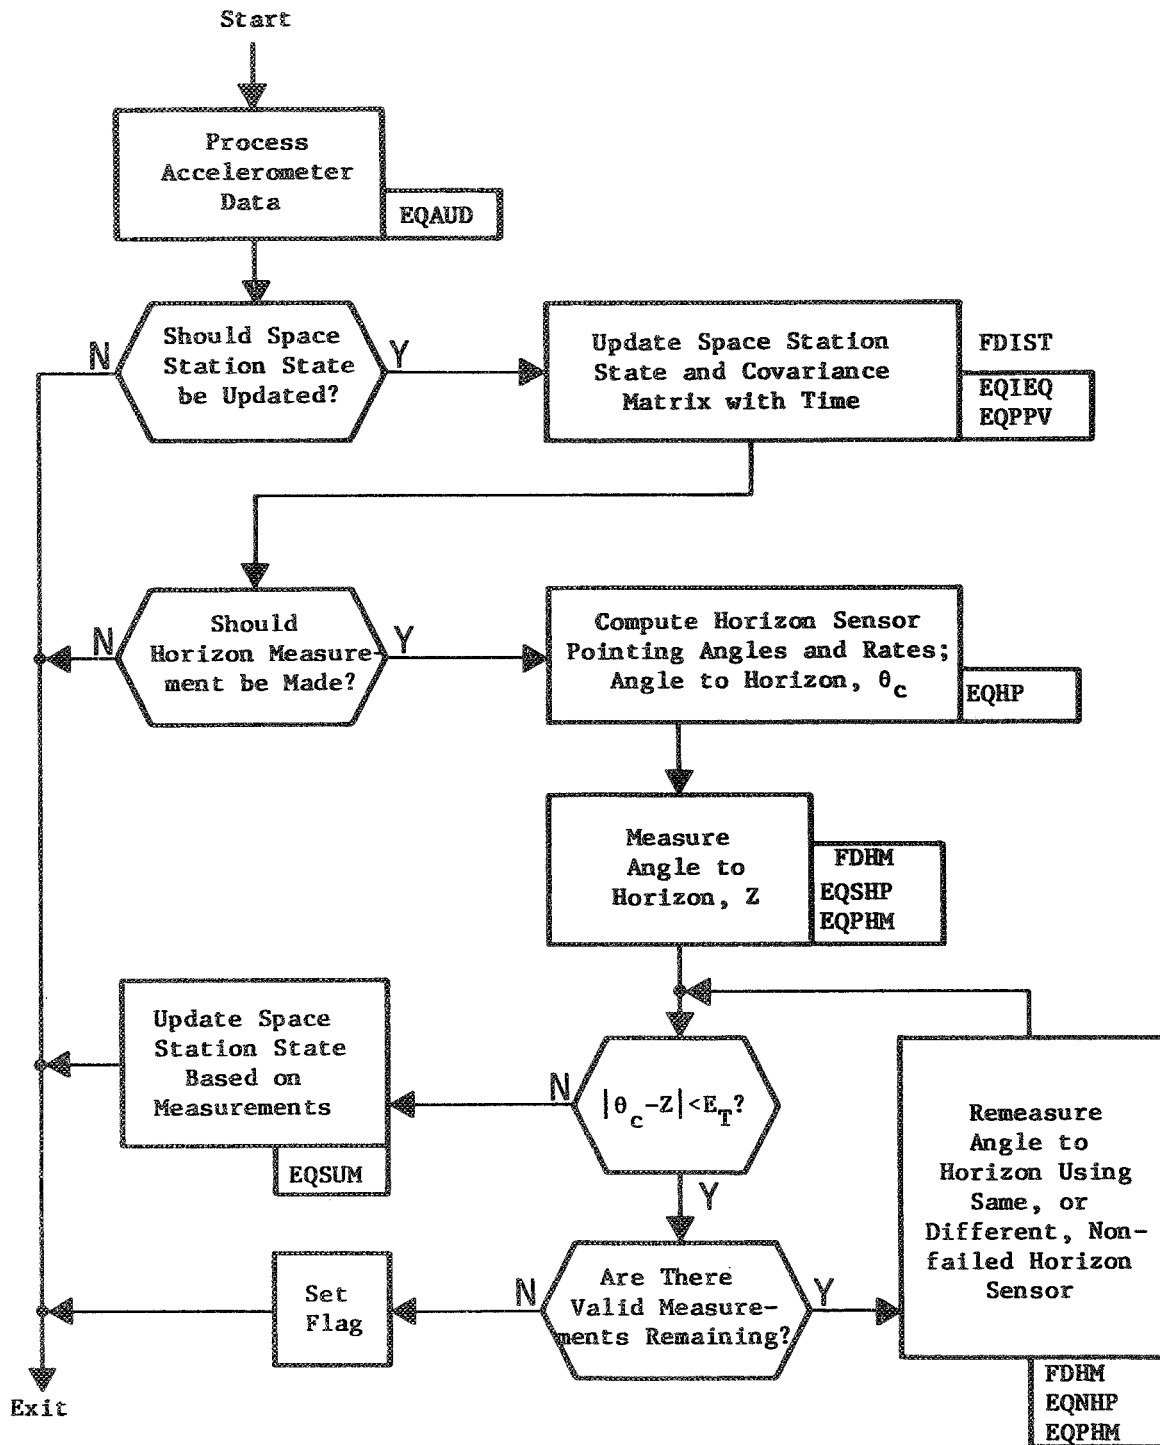 Start
Process
Accelerometer
Data
EQAUD
Should Space
Station State
be Updated?
N
Y
Update Space Station
State and Covariance
Matrix with Time
FDIST
EQIEQ
EQPPV
Should
Horizon Measure-
ment be Made?
N
Y
Compute Horizon Sensor
Pointing Angles and Rates;
Angle to Horizon, θc
EQHP
Measure
Angle to
Horizon, Z
FDHM
EQSHP
EQPHM
Update Space
Station State
Based on
Measurements
EQSUM
N
|θc-Z|<ET?
Y
Remeasure
Angle to
Horizon Using
Same, or
Different, Non-
failed Horizon
Sensor
FDHM
EQNHP
EQPHM
Set
Flag
N
Are There
Valid Measure-
ments Remaining?
Y
Exit